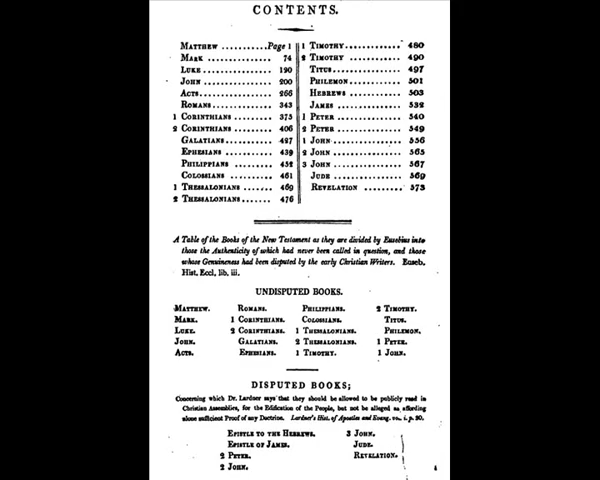 CONTENTS.
MATTHEW ........... Page 1
MARK ................. 74
LUKE .................. 120
JOHN .................. 200
ACTS .................. 266
ROMANS ............... 343
1 CORINTHIANS ......... 375
2 CORINTHIANS ......... 406
GALATIANS ............ 427
EPHESIANS ............ 439
PHILIPPIANS .......... 452
COLOSSIANS ........... 461
1 THESSALONIANS ....... 469
2 THESSALONIANS ....... 476
1 TIMOTHY ............. 480
2 TIMOTHY ............. 490
TITUS ................ 497
PHILEMON ............. 501
HEBREWS .............. 503
JAMES ................ 532
1 PETER ............... 540
2 PETER ............... 549
1 JOHN ................ 556
2 JOHN ................ 565
3 JOHN ................ 567
JUDE ................. 569
REVELATION ........... 573
A Table of the Books of the New Testament as they are divided by Eusebius into
those the Authenticity of which had never been called in question, and those
whose Genuineness had been disputed by the early Christian Writers. Euseb.
Hist. Eccl. lib. iii.
UNDISPUTED BOOKS.
MATTHEW. ROMANS. PHILIPPIANS. 2 TIMOTHY.
MARK. 1 CORINTHIANS. COLOSSIANS. TITUS.
LUKE. 2 CORINTHIANS. 1 THESSALONIANS. PHILEMON.
JOHN. GALATIANS. 2 THESSALONIANS. 1 PETER.
ACTS. EPHESIANS. 1 TIMOTHY. 1 JOHN.
DISPUTED BOOKS;
Concerning which Dr. Lardner says that they should be allowed to be publicly read in
Christian Assemblies, for the Edification of the People, but not be alleged as affording
alone sufficient Proof of any Doctrine. Lardner's Hist. of Apostles and Evang. vo. i. p. 30.
EPISTLE TO THE HEBREWS. 3 JOHN.
EPISTLE OF JAMES. JUDE.
2 PETER. REVELATION.
2 JOHN.